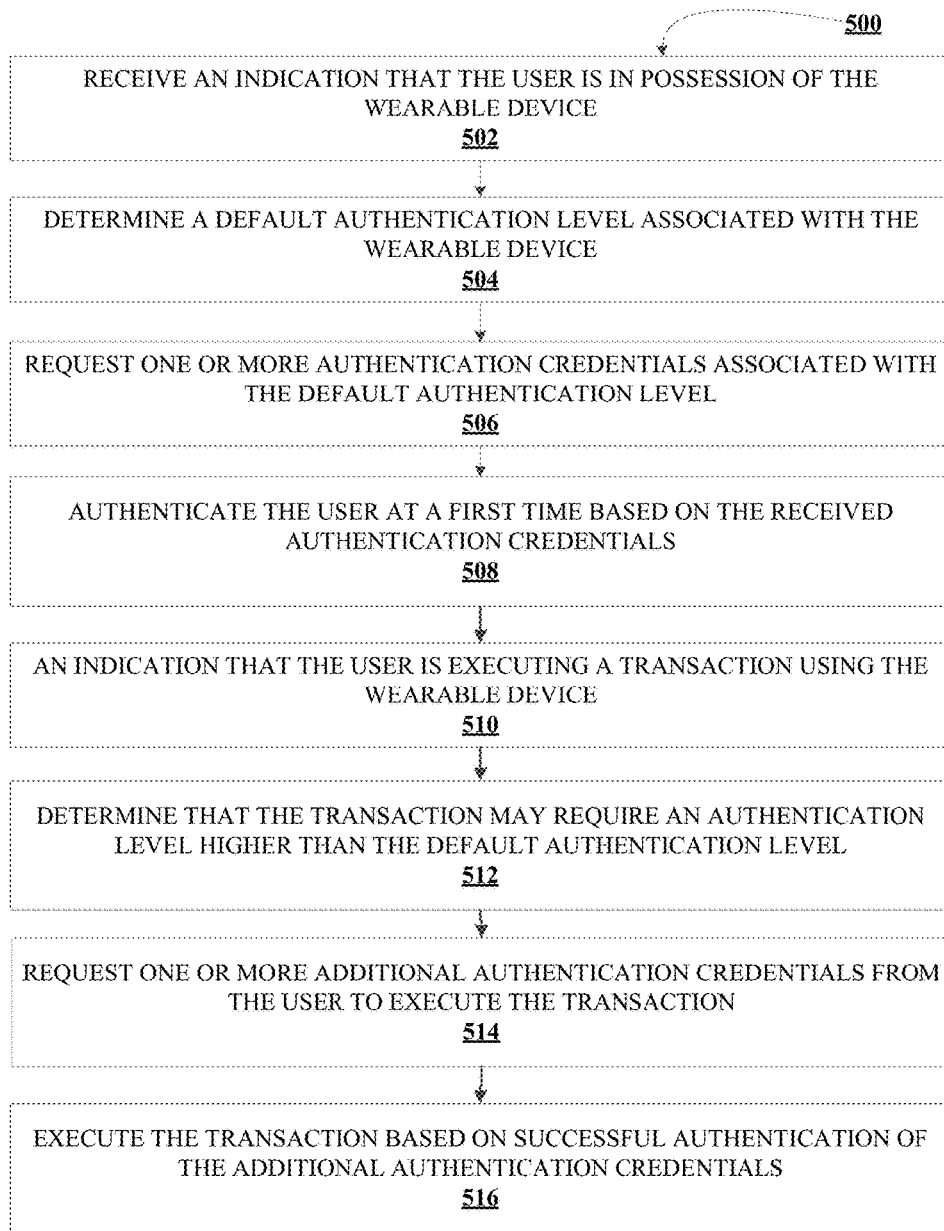 500
RECEIVE AN INDICATION THAT THE USER IS IN POSSESSION OF THE
WEARABLE DEVICE
502
DETERMINE A DEFAULT AUTHENTICATION LEVEL ASSOCIATED WITH THE
WEARABLE DEVICE
504
REQUEST ONE OR MORE AUTHENTICATION CREDENTIALS ASSOCIATED WITH
THE DEFAULT AUTHENTICATION LEVEL
506
AUTHENTICATE THE USER AT A FIRST TIME BASED ON THE RECEIVED
AUTHENTICATION CREDENTIALS
508
AN INDICATION THAT THE USER IS EXECUTING A TRANSACTION USING THE
WEARABLE DEVICE
510
DETERMINE THAT THE TRANSACTION MAY REQUIRE AN AUTHENTICATION
LEVEL HIGHER THAN THE DEFAULT AUTHENTICATION LEVEL
512
REQUEST ONE OR MORE ADDITIONAL AUTHENTICATION CREDENTIALS FROM
THE USER TO EXECUTE THE TRANSACTION
514
EXECUTE THE TRANSACTION BASED ON SUCCESSFUL AUTHENTICATION OF
THE ADDITIONAL AUTHENTICATION CREDENTIALS
516